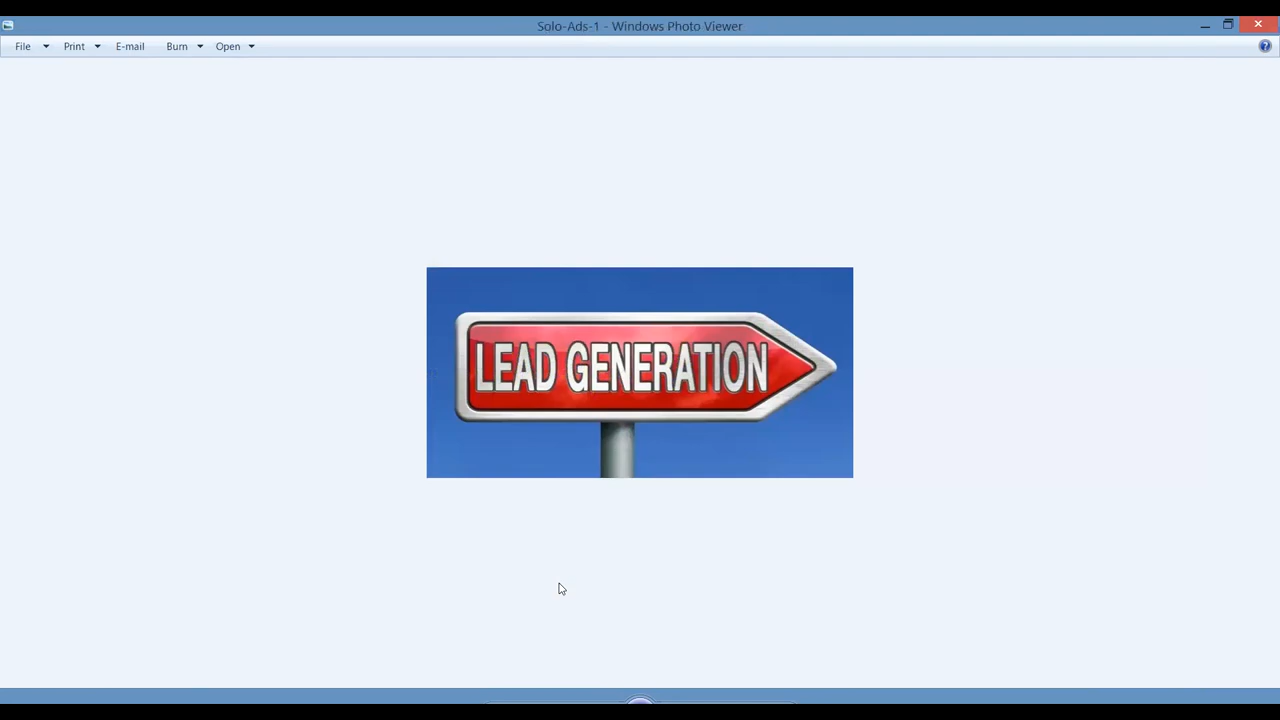 Solo-Ads-1 - Windows Photo Viewer
File Print E-mail Burn Open
LEAD GENERATION